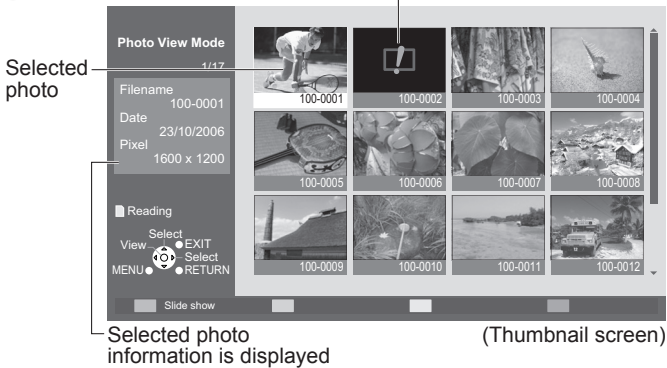 Photo View Mode
1/17
Selected
photo
Filename
100-0001
Date
23/10/2006
Pixel
1600 x 1200
Reading
Select
View
EXIT
Select
MENU
RETURN
100-0001
100-0002
100-0003
100-0004
100-0005
100-0006
100-0007
100-0008
100-0009
100-0010
100-0011
100-0012
Slide show
Selected photo
information is displayed
(Thumbnail screen)